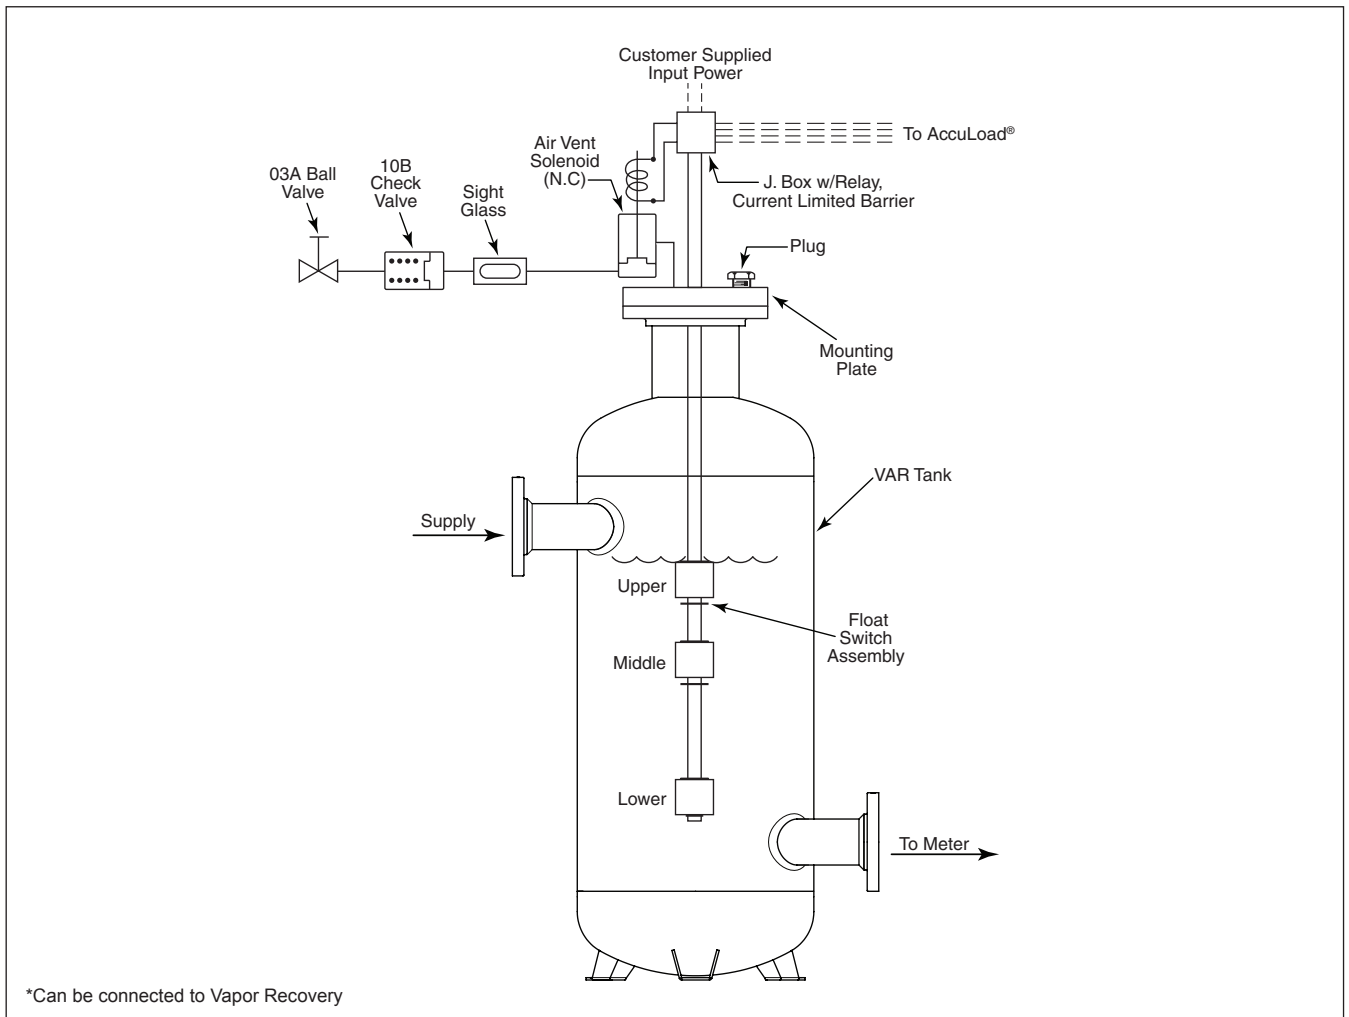 Customer Supplied
Input Power
To AccuLoad®
Air Vent
Solenoid
(N.C)
03A Ball
Valve
10B
Check
Valve
Sight
Glass
J. Box w/Relay,
Current Limited Barrier
Plug
Mounting
Plate
VAR Tank
Supply
Upper
Float
Switch
Assembly
Middle
Lower
To Meter
*Can be connected to Vapor Recovery